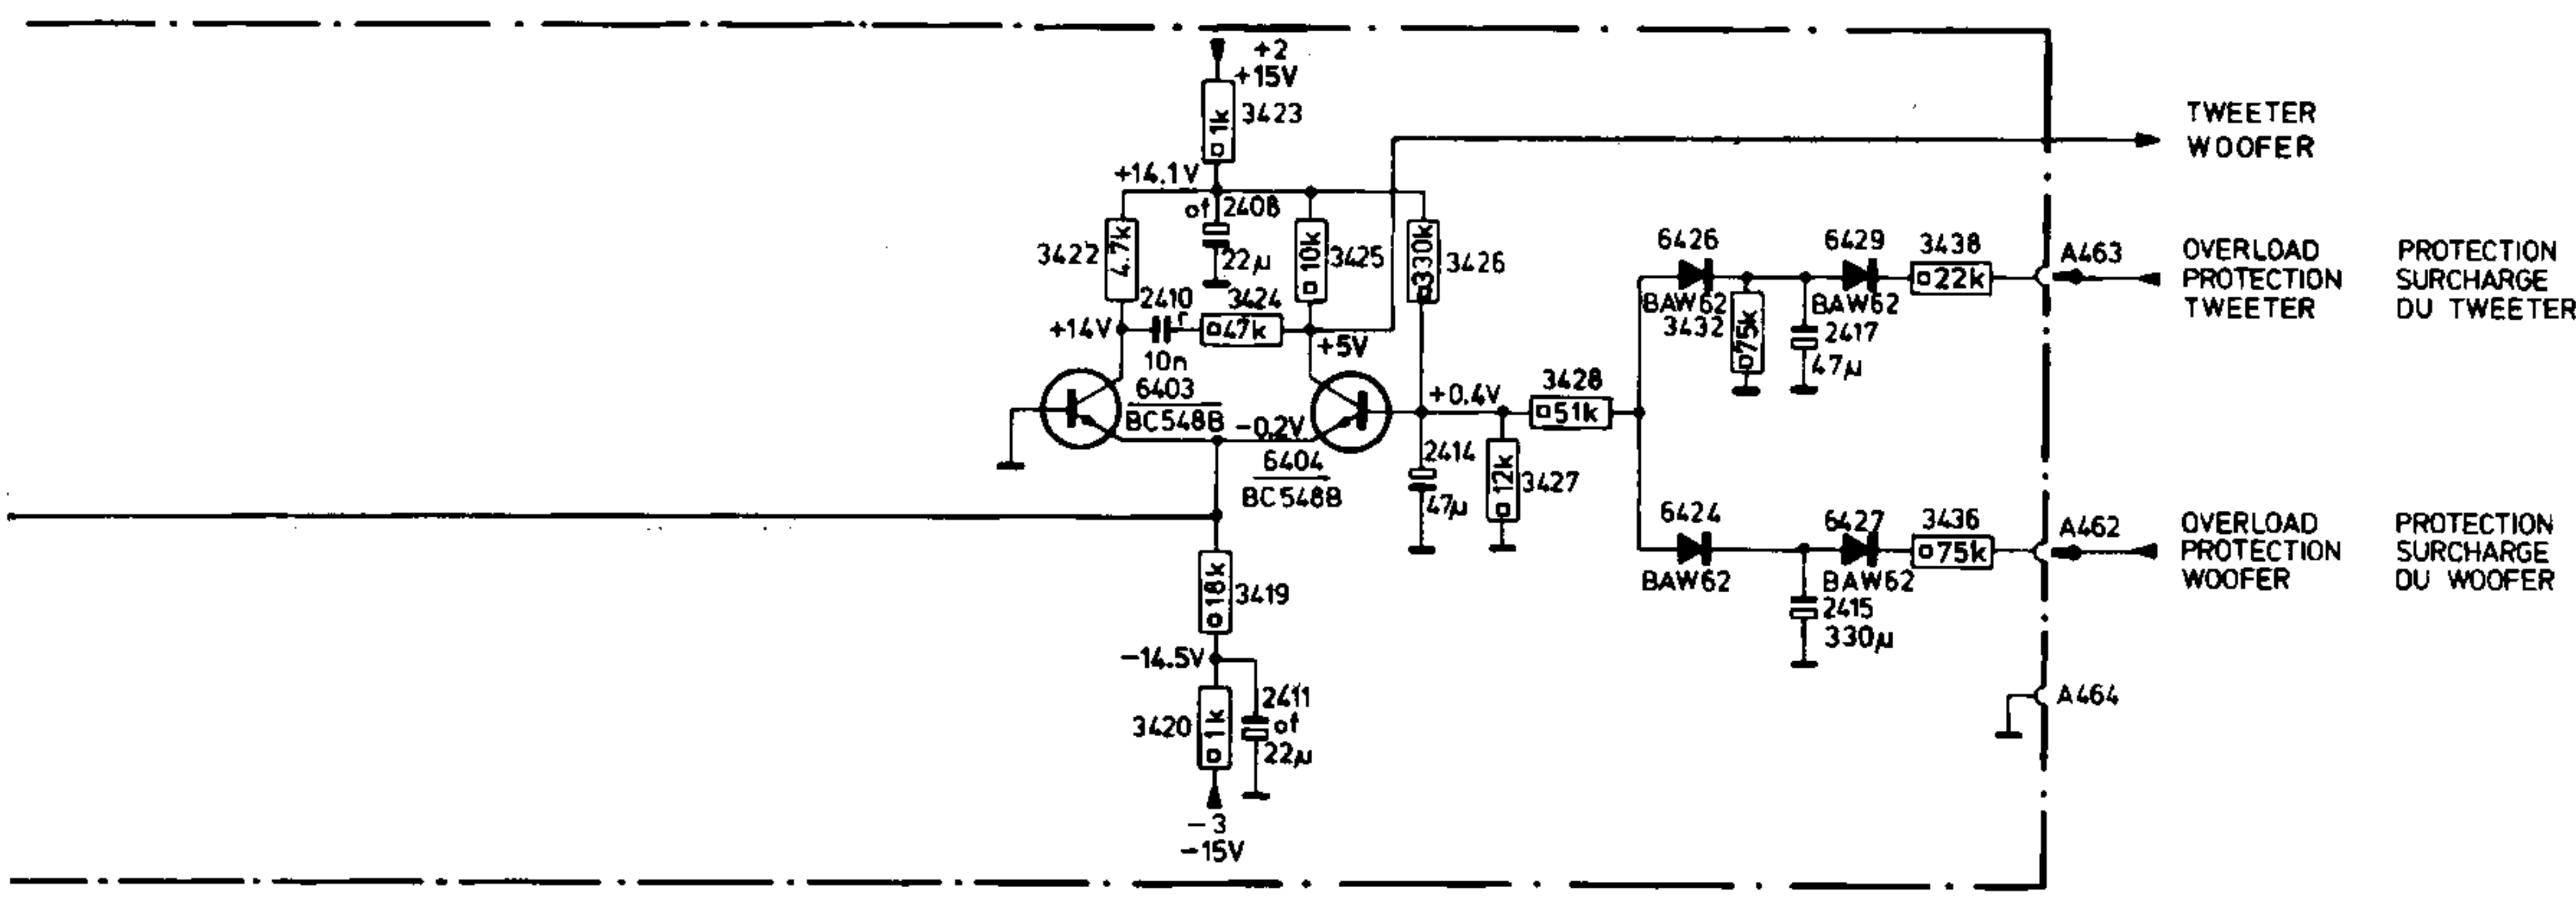 +2
+15V
1k
3423
+14.1V
of 2408
22µ
3422
4.7k
10k
3425
330k
3426
+14V
2410
r
10n
3424
47k
+5V
6403
BC548B
-0.2V
6404
BC548B
+0.4V
2414
47µ
12k
3427
3428
51k
6426
BAW62
3432
75k
6429
BAW62
2417
47µ
3438
22k
A463
6424
BAW62
6427
BAW62
2415
330µ
3436
75k
A462
A464
18k
3419
-14.5V
3420
1k
2411
of
22µ
-3
-15V
TWEETER
WOOFER
OVERLOAD
PROTECTION
TWEETER
PROTECTION
SURCHARGE
DU TWEETER
OVERLOAD
PROTECTION
WOOFER
PROTECTION
SURCHARGE
DU WOOFER